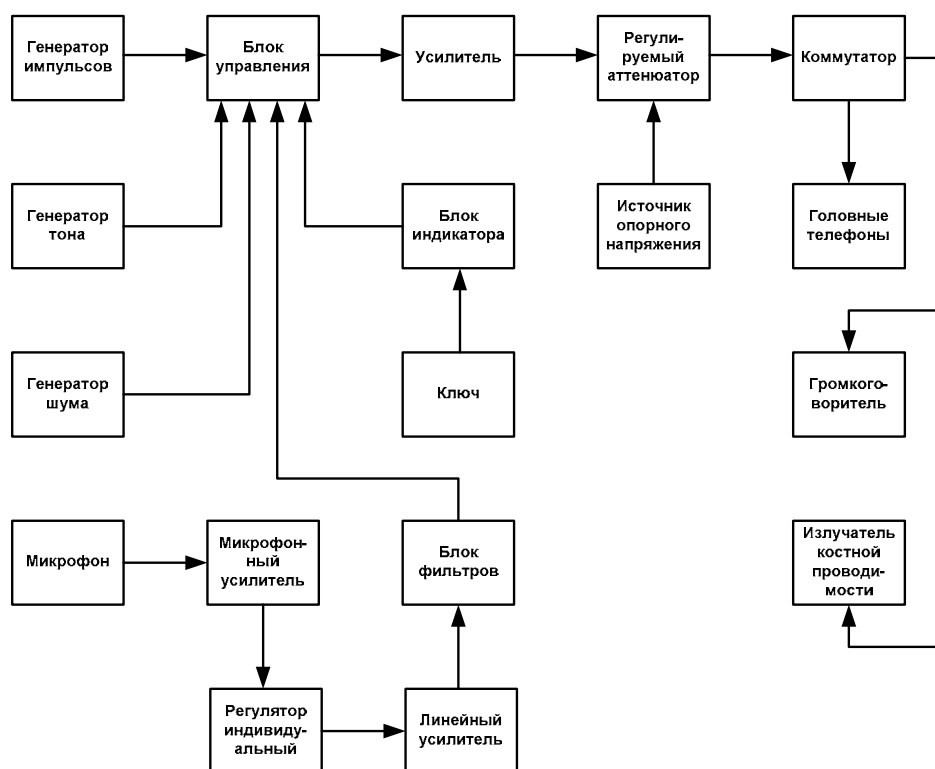 Генератор
импульсов
Блок
управления
Усилитель
Регули-
руемый
аттенюатор
Коммутатор
Генератор
тона
Блок
индикатора
Источник
опорного
напряжения
Головные
телефоны
Генератор
шума
Ключ
Громкого-
воритель
Микрофон
Микрофон-
ный
усилитель
Блок
фильтров
Излучатель
костной
проводи-
мости
Регулятор
индивиду-
альный
Линейный
усилитель